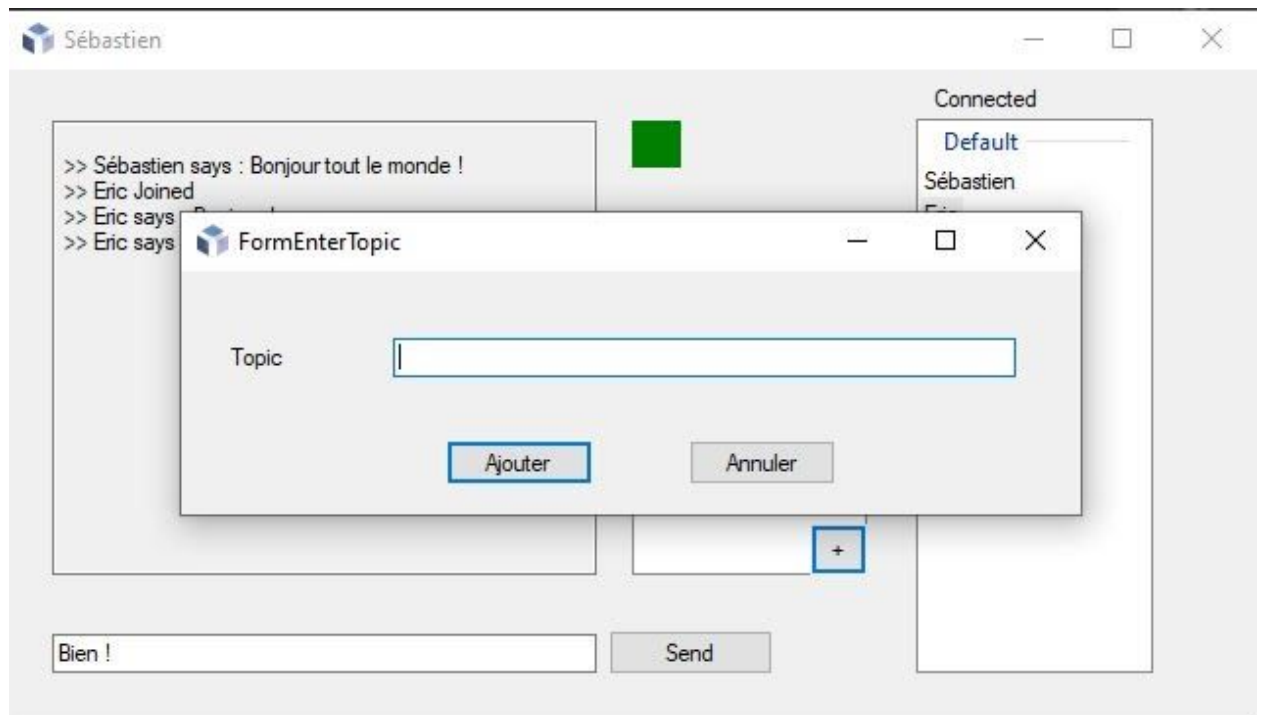 Sébastien
Connected
Default
>> Sébastien says : Bonjour tout le monde !
Sébastien
>> Eric Joined
>> Eric says
>> Eric says
FormEnterTopic
Topic
Ajouter
Annuler
+
Bien !
Send